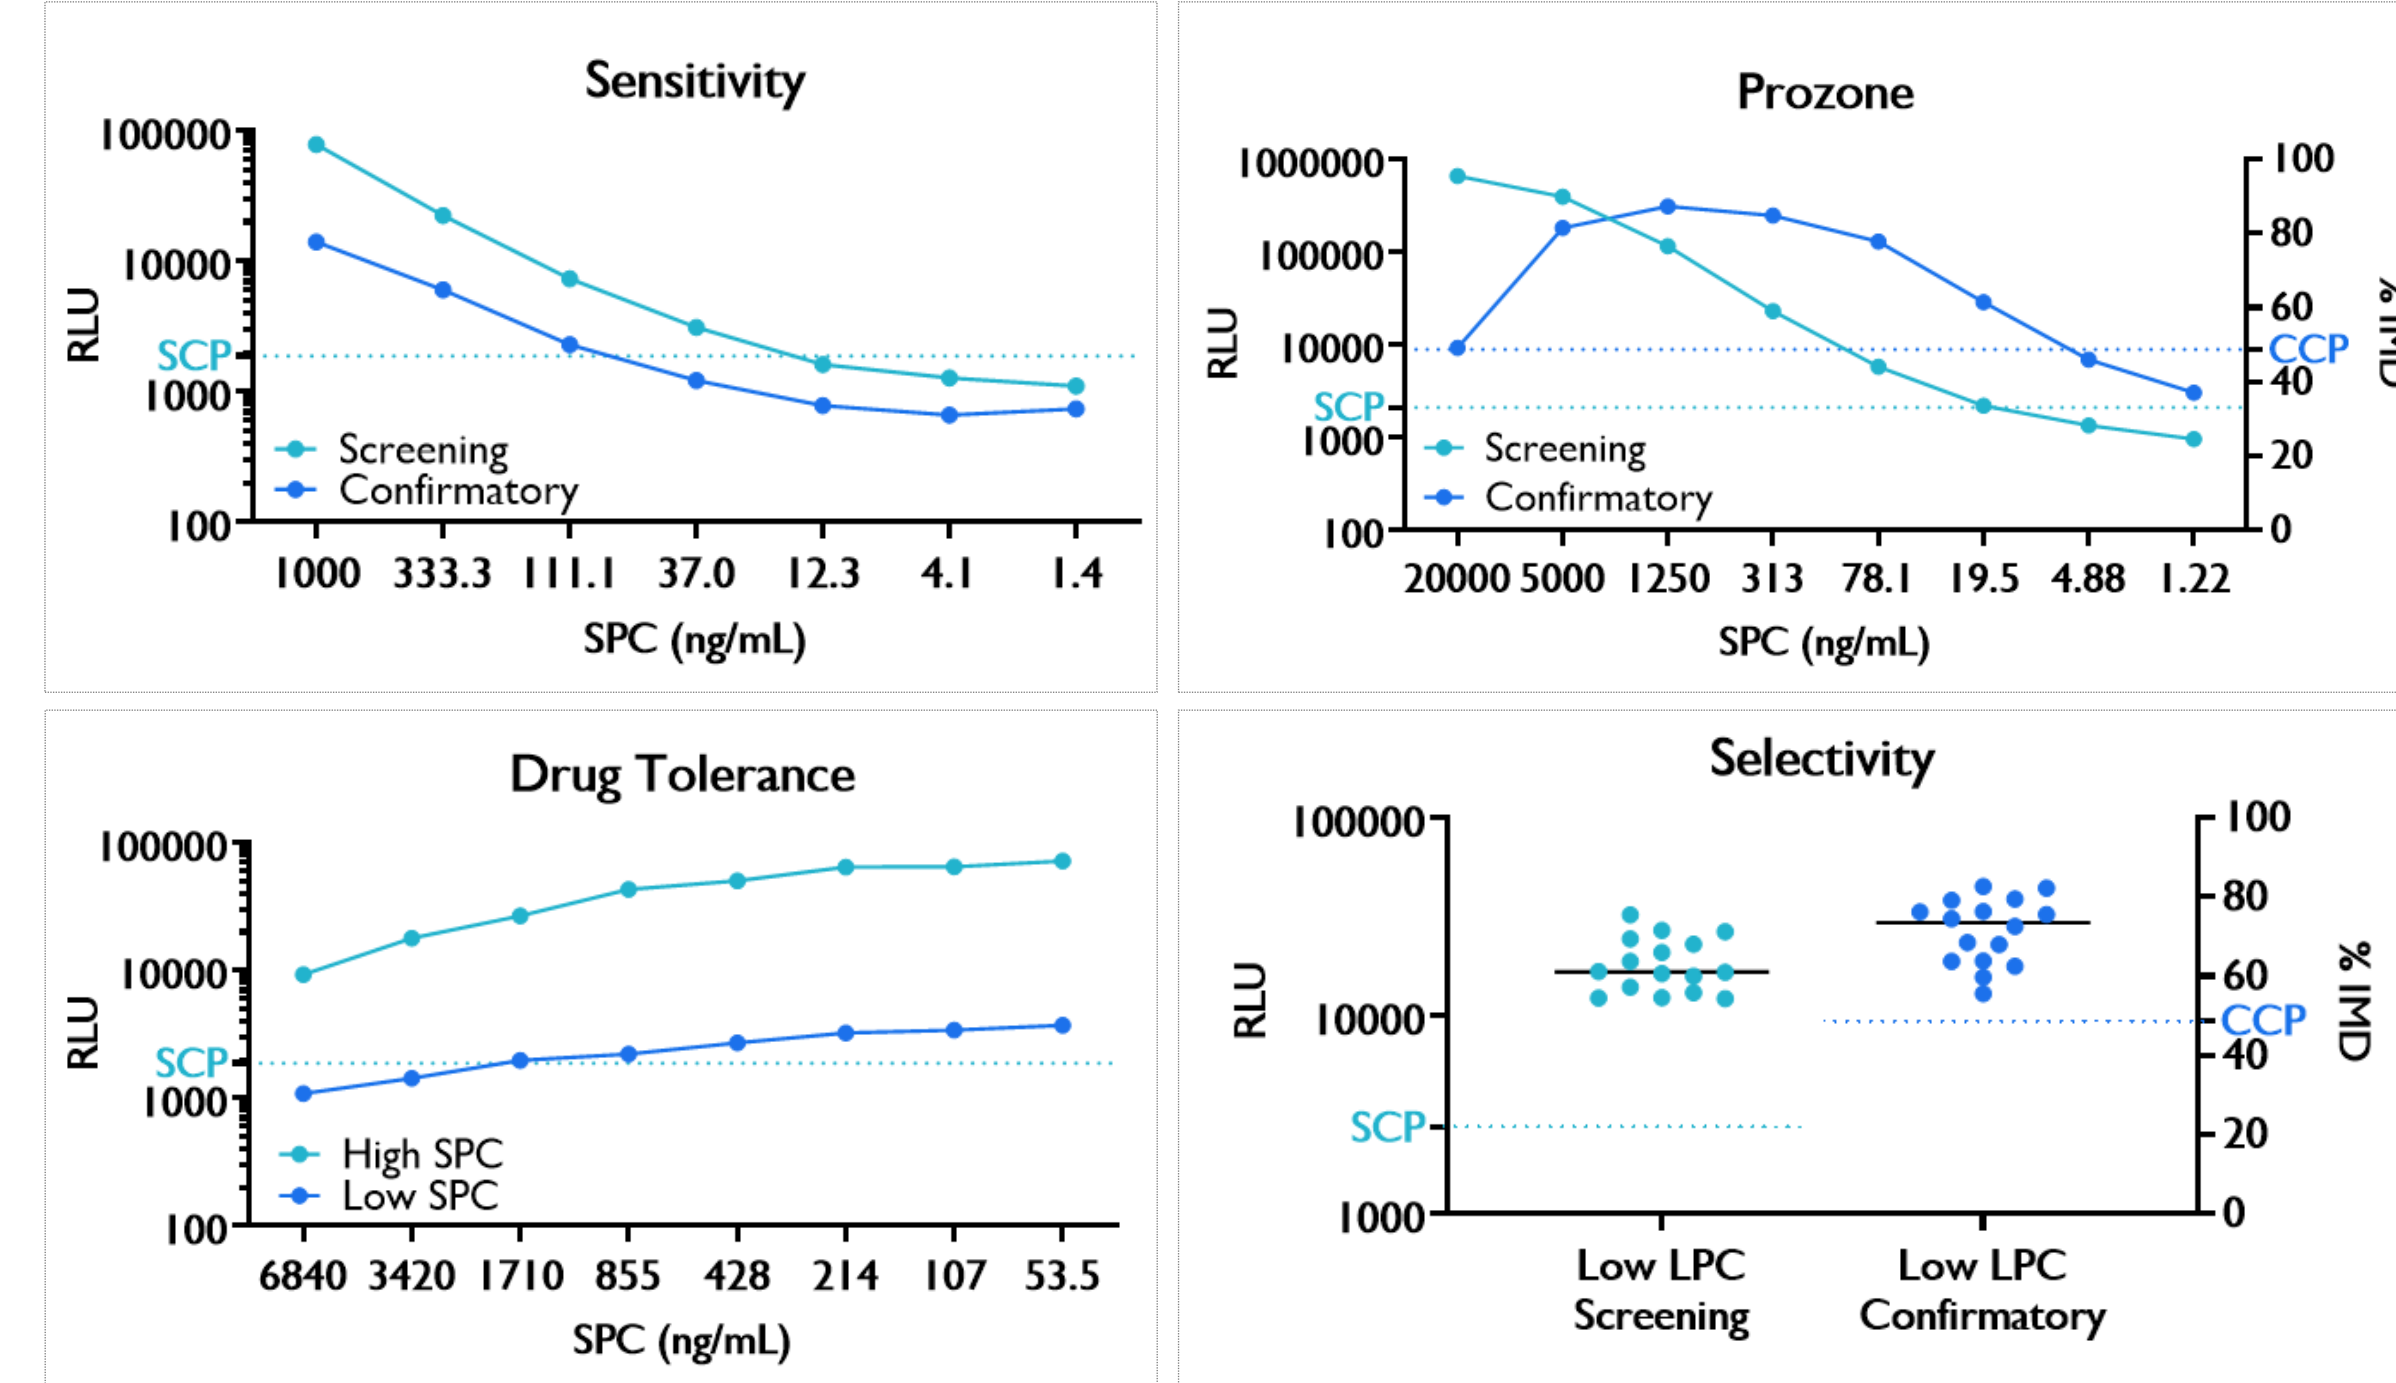 Sensitivity
100000
10000
RLU
SCP
1000
Screening
Confirmatory
100
1000 333.3 111.1 37.0 12.3 4.1 1.4
SPC (ng/mL)
Prozone
1000000
100000
RLU
10000
SCP
1000
Screening
Confirmatory
100
100
80
60
CCP
40
20
0
% IMD
20000 5000 1250 313 78.1 19.5 4.88 1.22
SPC (ng/mL)
Drug Tolerance
100000
10000
RLU
SCP
1000
High SPC
Low SPC
100
6840 3420 1710 855 428 214 107 53.5
SPC (ng/mL)
Selectivity
100000
RLU
10000
SCP
1000
100
80
60
CCP
40
20
0
% IMD
Low LPC
Screening
Low LPC
Confirmatory